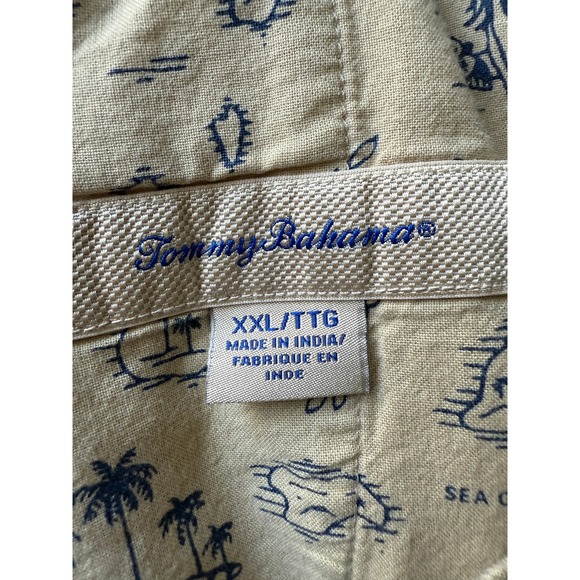 Tommy Bahama®
XXL/TTG
MADE IN INDIA/
FABRIQUE EN
INDE
SEA